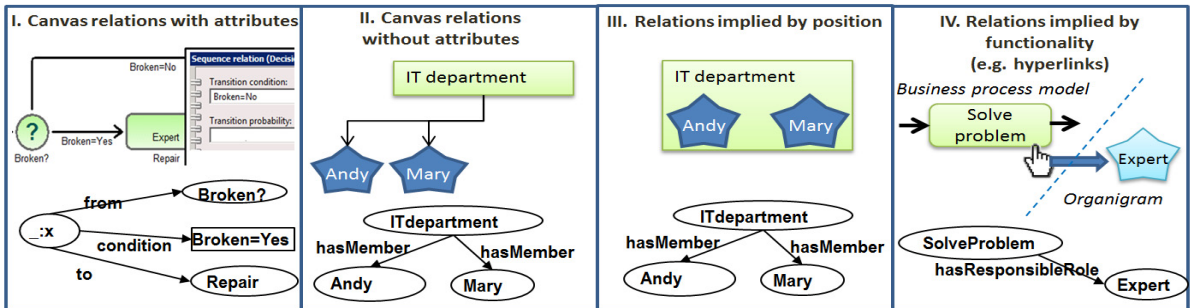 I. Canvas relations with attributes
Broken=No
Sequence relation (Decisi
Transition condition:
Broken=No
Transition probability:
?
Broken=Yes
Expert
Broken?
Repair
from
Broken?
_:x
condition
Broken=Yes
to
Repair
II. Canvas relations
without attributes
IT department
Andy
Mary
ITdepartment
hasMember
hasMember
Andy
Mary
III. Relations implied by position
IT department
Andy
Mary
ITdepartment
hasMember
hasMember
Andy
Mary
IV. Relations implied by
functionality
(e.g. hyperlinks)
Business process model
Solve
problem
Expert
Organigram
SolveProblem
hasResponsibleRole
Expert